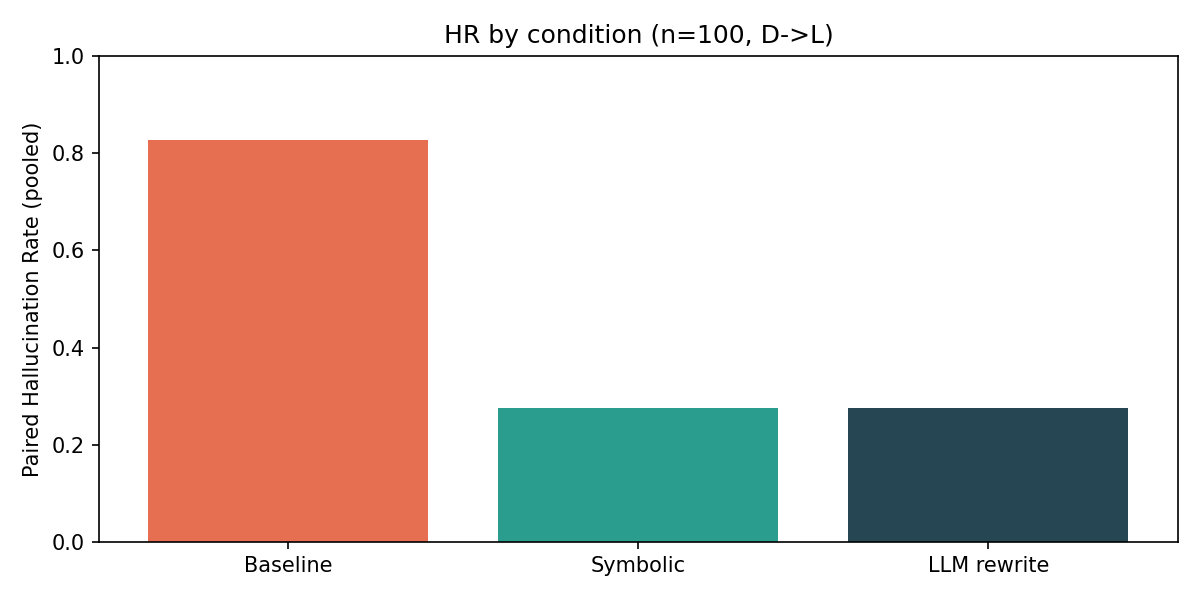 HR by condition (n=100, D->L)
Paired Hallucination Rate (pooled)
1.0
0.8
0.6
0.4
0.2
0.0
Baseline
Symbolic
LLM rewrite